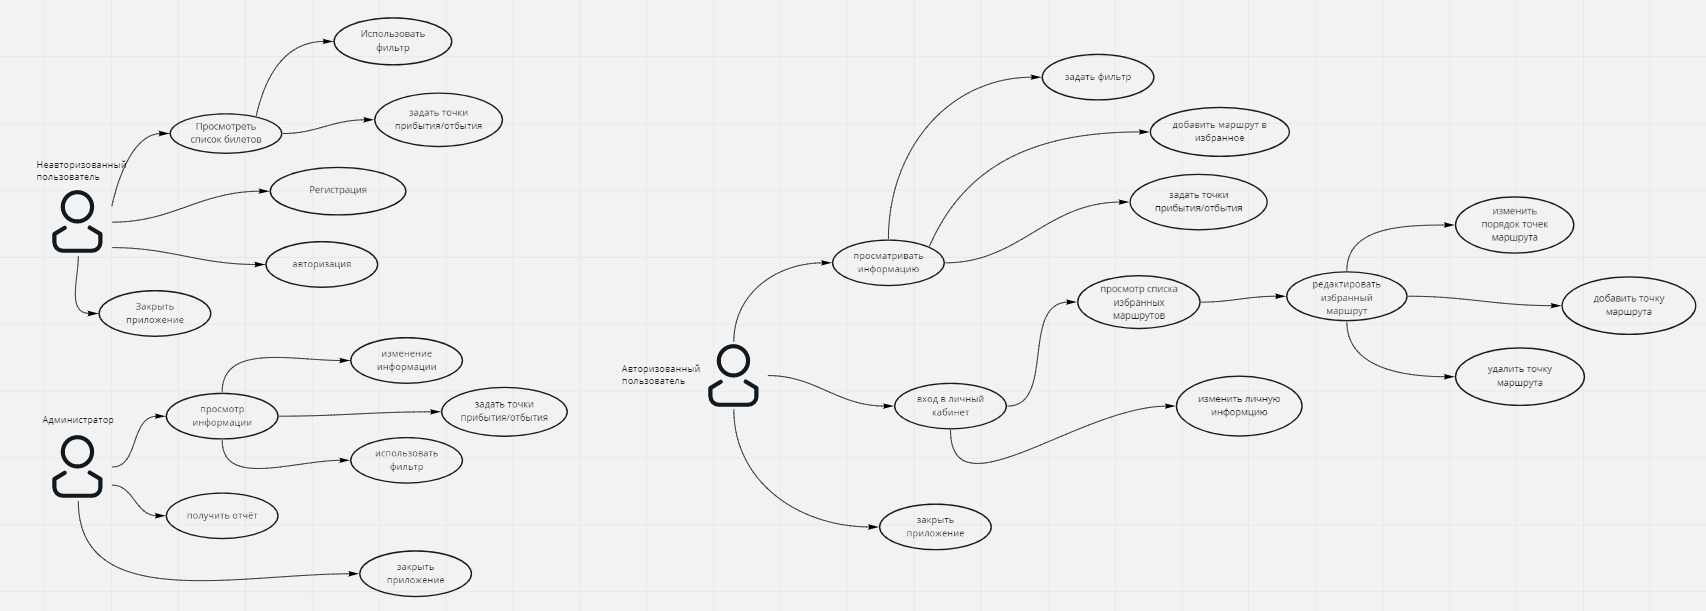 Использовать
фильтр
задать точки
прибытия/отбытия
Просмотреть
список билетов
Неавторизованный
пользователь
Регистрация
авторизация
Закрыть
приложение
изменение
информации
задать точки
прибытия/отбытия
просмотр
информации
Администратор
использовать
фильтр
получить отчёт
закрыть
приложение
задать фильтр
добавить маршрут в
избранное
задать точки
прибытия/отбытия
просматривать
информацию
изменить
порядок точек
маршрута
просмотр списка
избранных
маршрутов
редактировать
избранный
маршрут
добавить точку
маршрута
удалить точку
маршрута
Авторизованный
пользователь
вход в личный
кабинет
изменить личную
информцию
закрыть
приложение